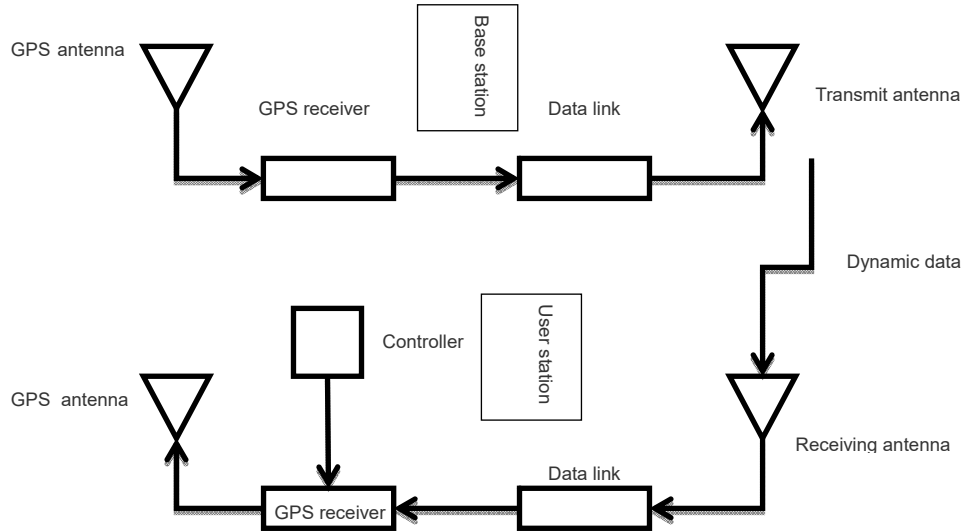 GPS antenna
Base station
GPS receiver
Data link
Transmit antenna
Dynamic data
User station
Controller
GPS  antenna
Receiving antenna
Data link
GPS receiver